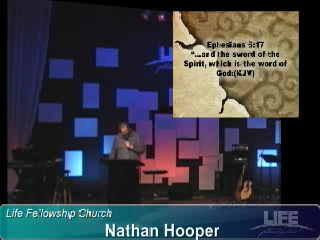 Ephesians 6:17
"...and the sword of the
Spirit, which is the word of
God:(KJV)
Life Fellowship Church
LIFE
Nathan Hooper